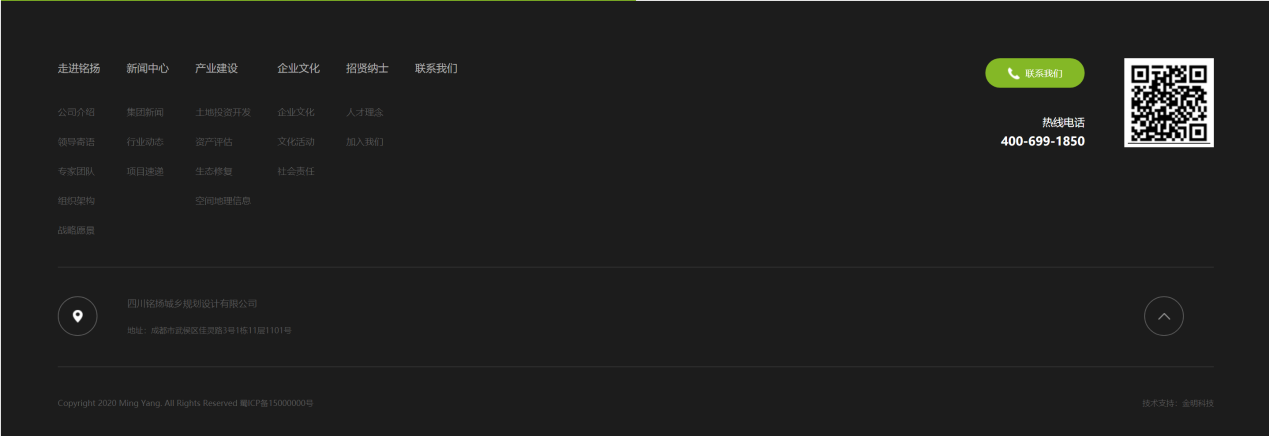 走进铭扬 新闻中心 产业建设 企业文化 招贤纳士 联系我们
公司介绍 集团新闻 土地投资开发 企业文化 人才理念
领导寄语 行业动态 资产评估 文化活动 加入我们
专家团队 项目速递 生态修复 社会责任
组织架构 空间地理信息
战略愿景
联系我们
热线电话
400-699-1850
四川铭扬城乡规划设计有限公司
地址：成都市武侯区佳灵路3号1栋11层1101号
Copyright 2020 Ming Yang. All Rights Reserved 蜀ICP备15000000号
技术支持：金明科技